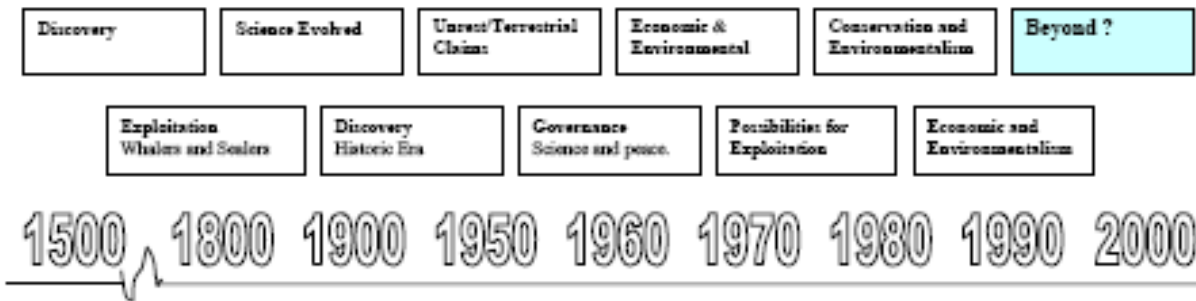 Discovery
Science Evolved
Unrest/Terrestrial
Claims
Economic &
Environmental
Conservation and
Environmentalism
Beyond ?
Exploitation
Whalers and Sealers
Discovery
Historic Era
Governance
Science and peace.
Possibilities for
Exploitation
Economic and
Environmentalism
1500 1800 1900 1950 1960 1970 1980 1990 2000